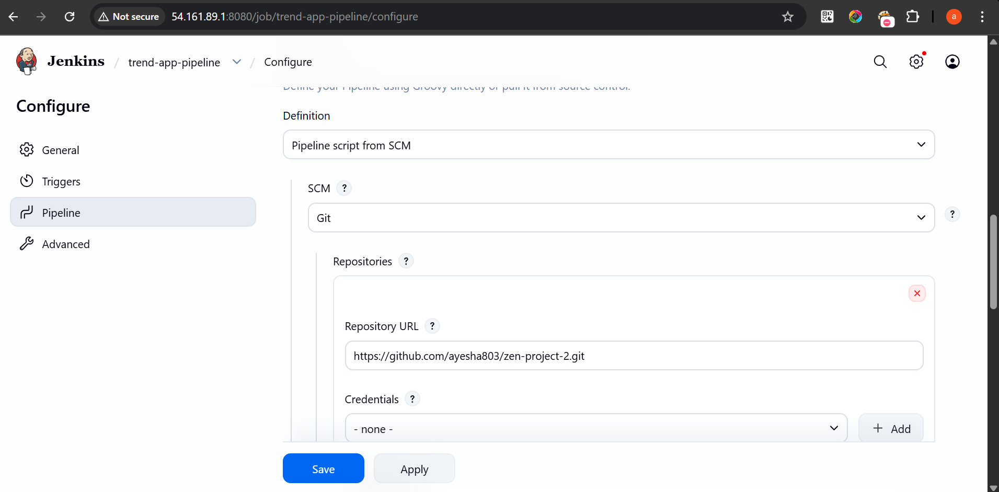 Not secure
54.161.89.1:8080/job/trend-app-pipeline/configure
a
Jenkins / trend-app-pipeline / Configure
Configure
General
Triggers
Pipeline
Advanced
Define your Pipeline using Groovy directly or pull it from source control.
Definition
Pipeline script from SCM
SCM ?
Git
?
Repositories ?
Repository URL ?
https://github.com/ayesha803/zen-project-2.git
Credentials ?
- none -
+ Add
Save
Apply